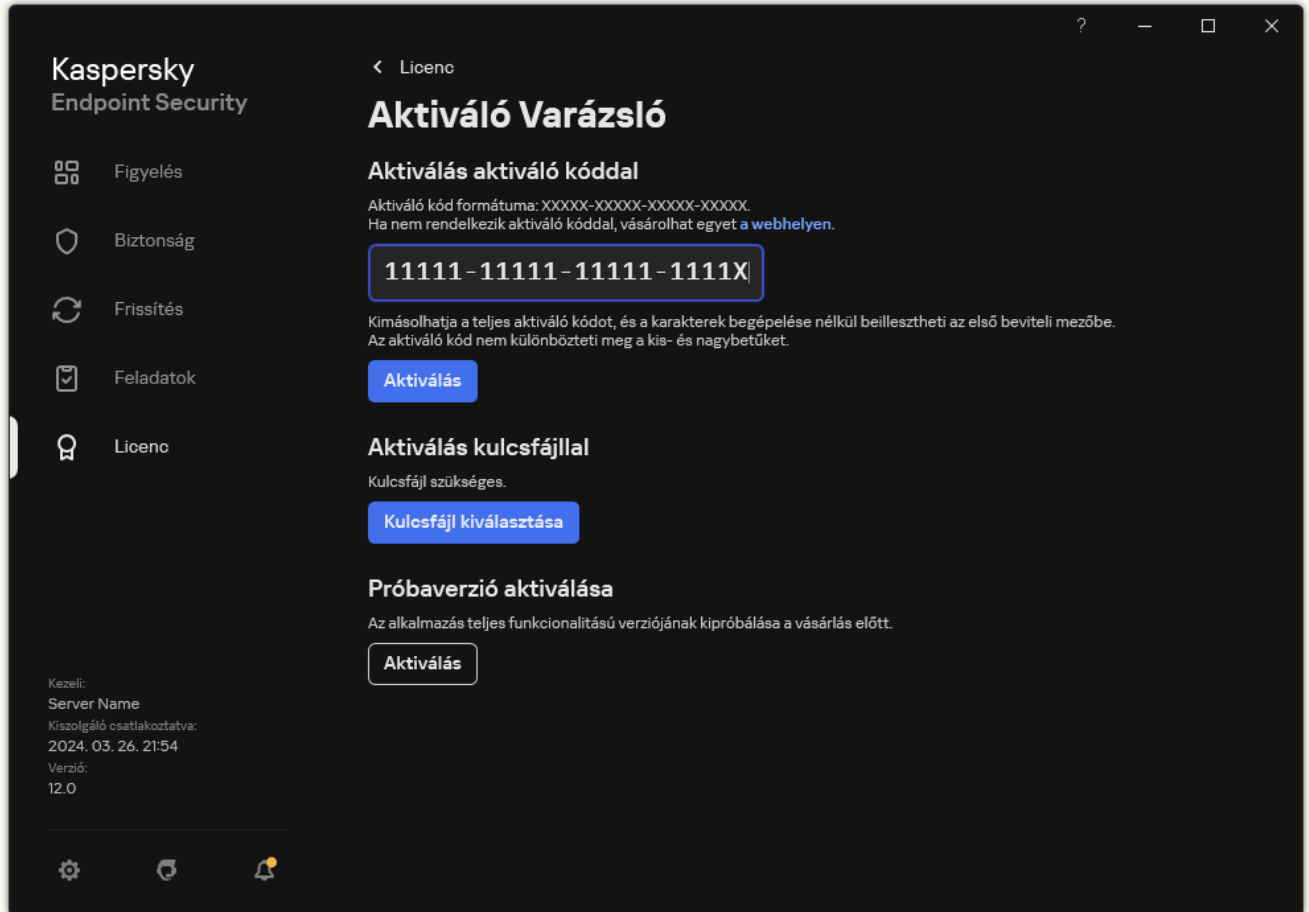 ?
Kaspersky
Endpoint Security
Figyelés
Biztonság
Frissítés
Feladatok
Licenc
Kezeli:
Server Name
Kiszolgáló csatlakoztatva:
2024. 03. 26. 21:54
Verzió:
12.0
Licenc
Aktiváló Varázsló
Aktiválás aktiváló kóddal
Aktiváló kód formátuma: XXXXX-XXXXX-XXXXX-XXXXX.
Ha nem rendelkezik aktiváló kóddal, vásárolhat egyet a webhelyen.
11111-11111-11111-1111X
Kimásolhatja a teljes aktiváló kódot, és a karakterek begépelése nélkül beillesztheti az első beviteli mezőbe.
Az aktiváló kód nem különbözteti meg a kis- és nagybetűket.
Aktiválás
Aktiválás kulcsfájllal
Kulcsfájl szükséges.
Kulcsfájl kiválasztása
Próbaverzió aktiválása
Az alkalmazás teljes funkcionalitású verziójának kipróbálása a vásárlás előtt.
Aktiválás